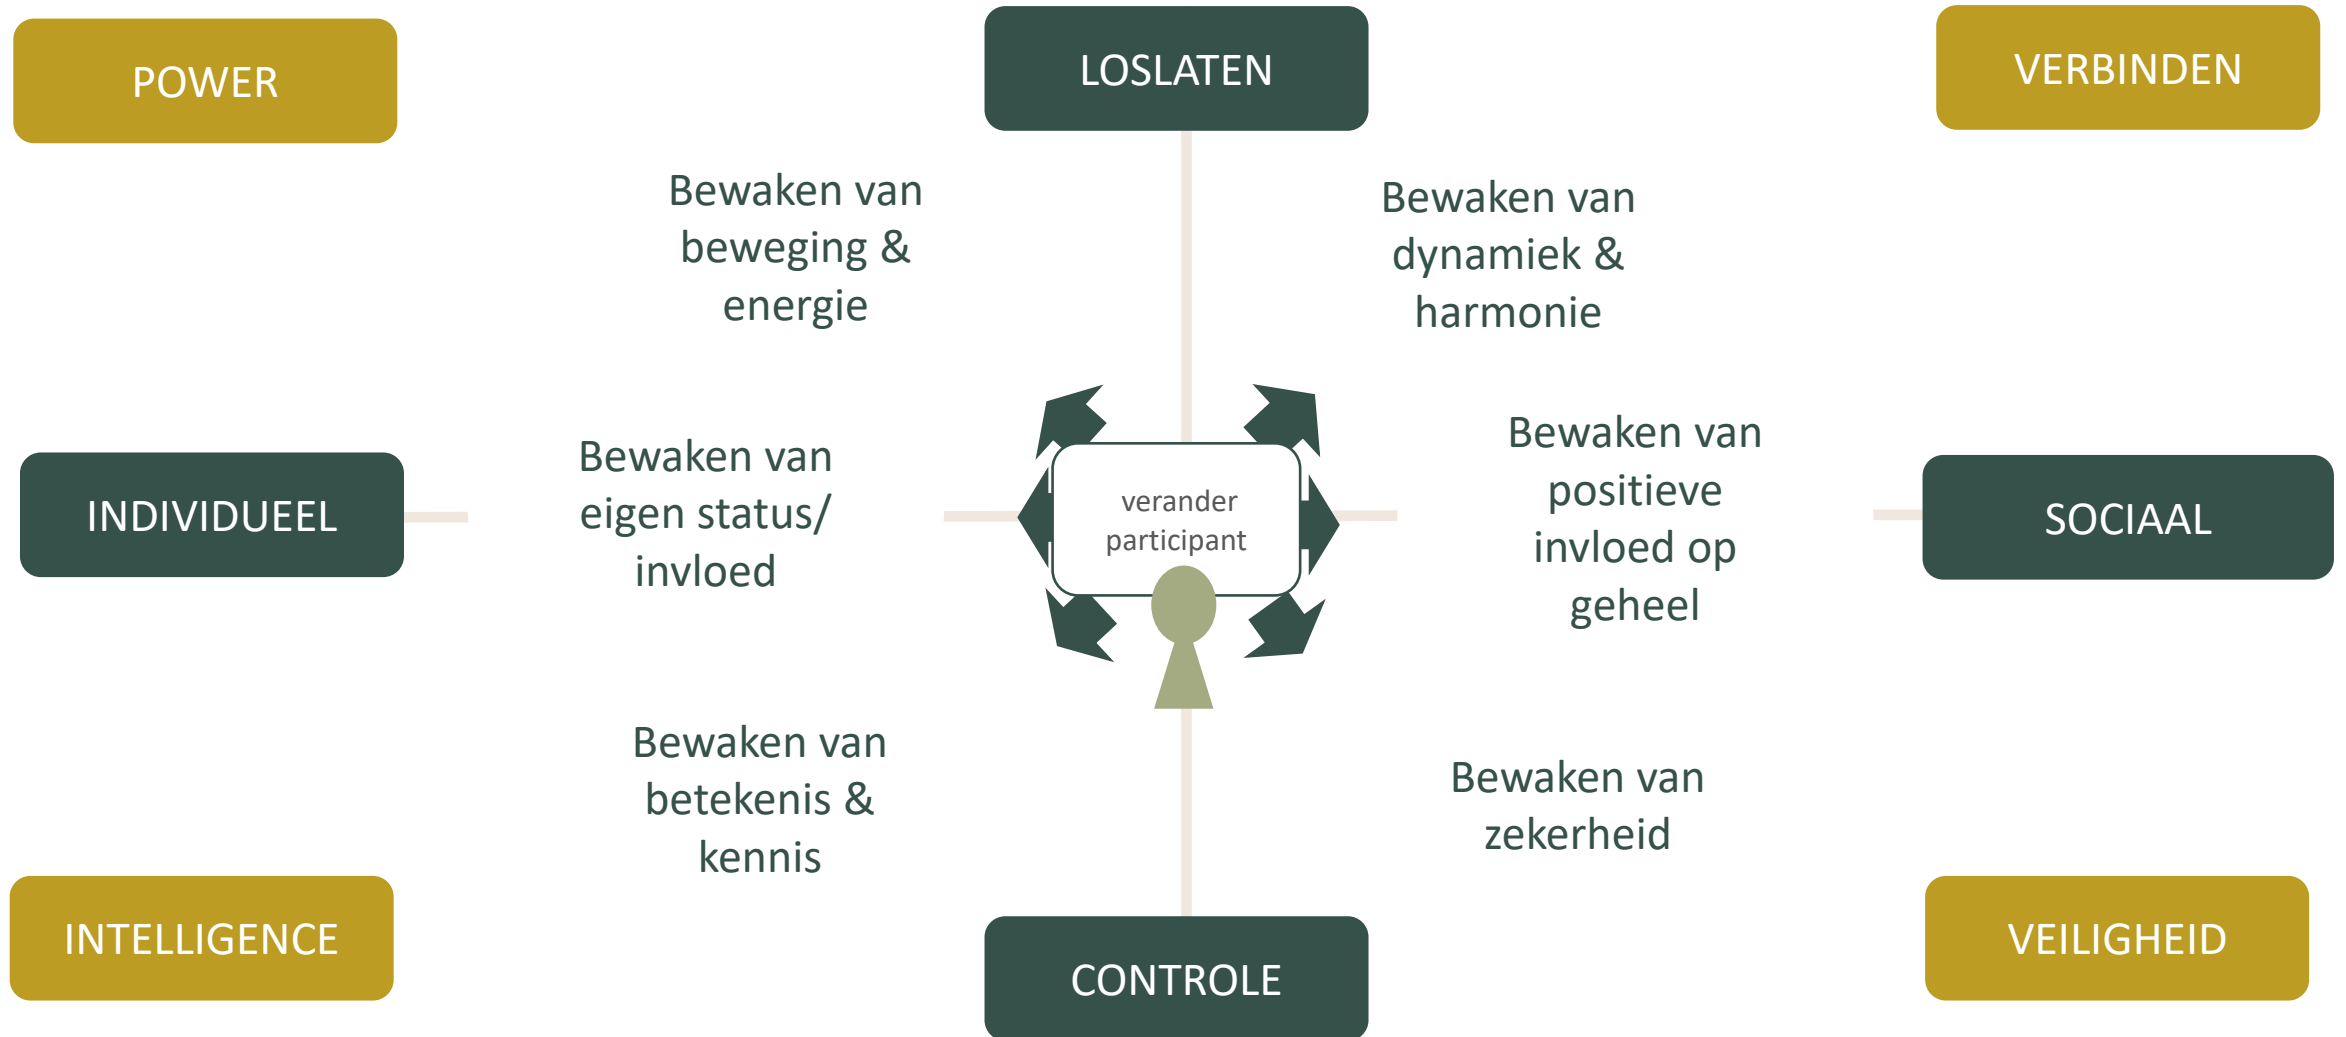 POWER
LOSLATEN
VERBINDEN
Bewaken van
beweging &
energie
Bewaken van
dynamiek &
harmonie
INDIVIDUEEL
Bewaken van
eigen status/
invloed
verander
participant
Bewaken van
positieve
invloed op
geheel
SOCIAAL
Bewaken van
betekenis &
kennis
Bewaken van
zekerheid
INTELLIGENCE
CONTROLE
VEILIGHEID